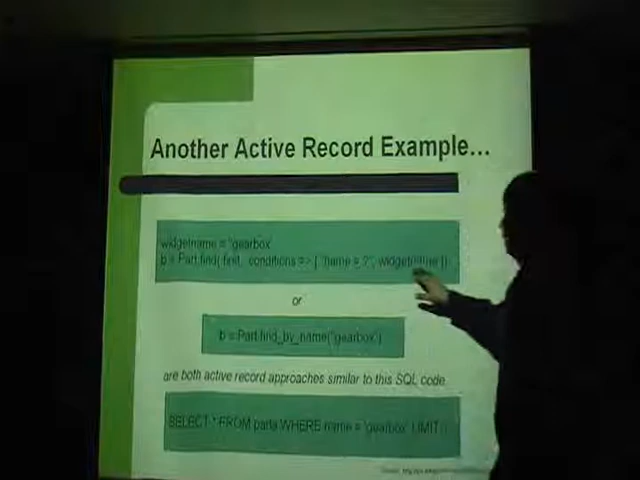 Another Active Record Example...
widgetname = "gearbox"
b = Part.find( first, conditions => [ "name = ?", widgetname ])
or
b = Part.find_by_name("gearbox")
are both active record approaches similar to this SQL code.
SELECT * FROM parts WHERE name = 'gearbox' LIMIT